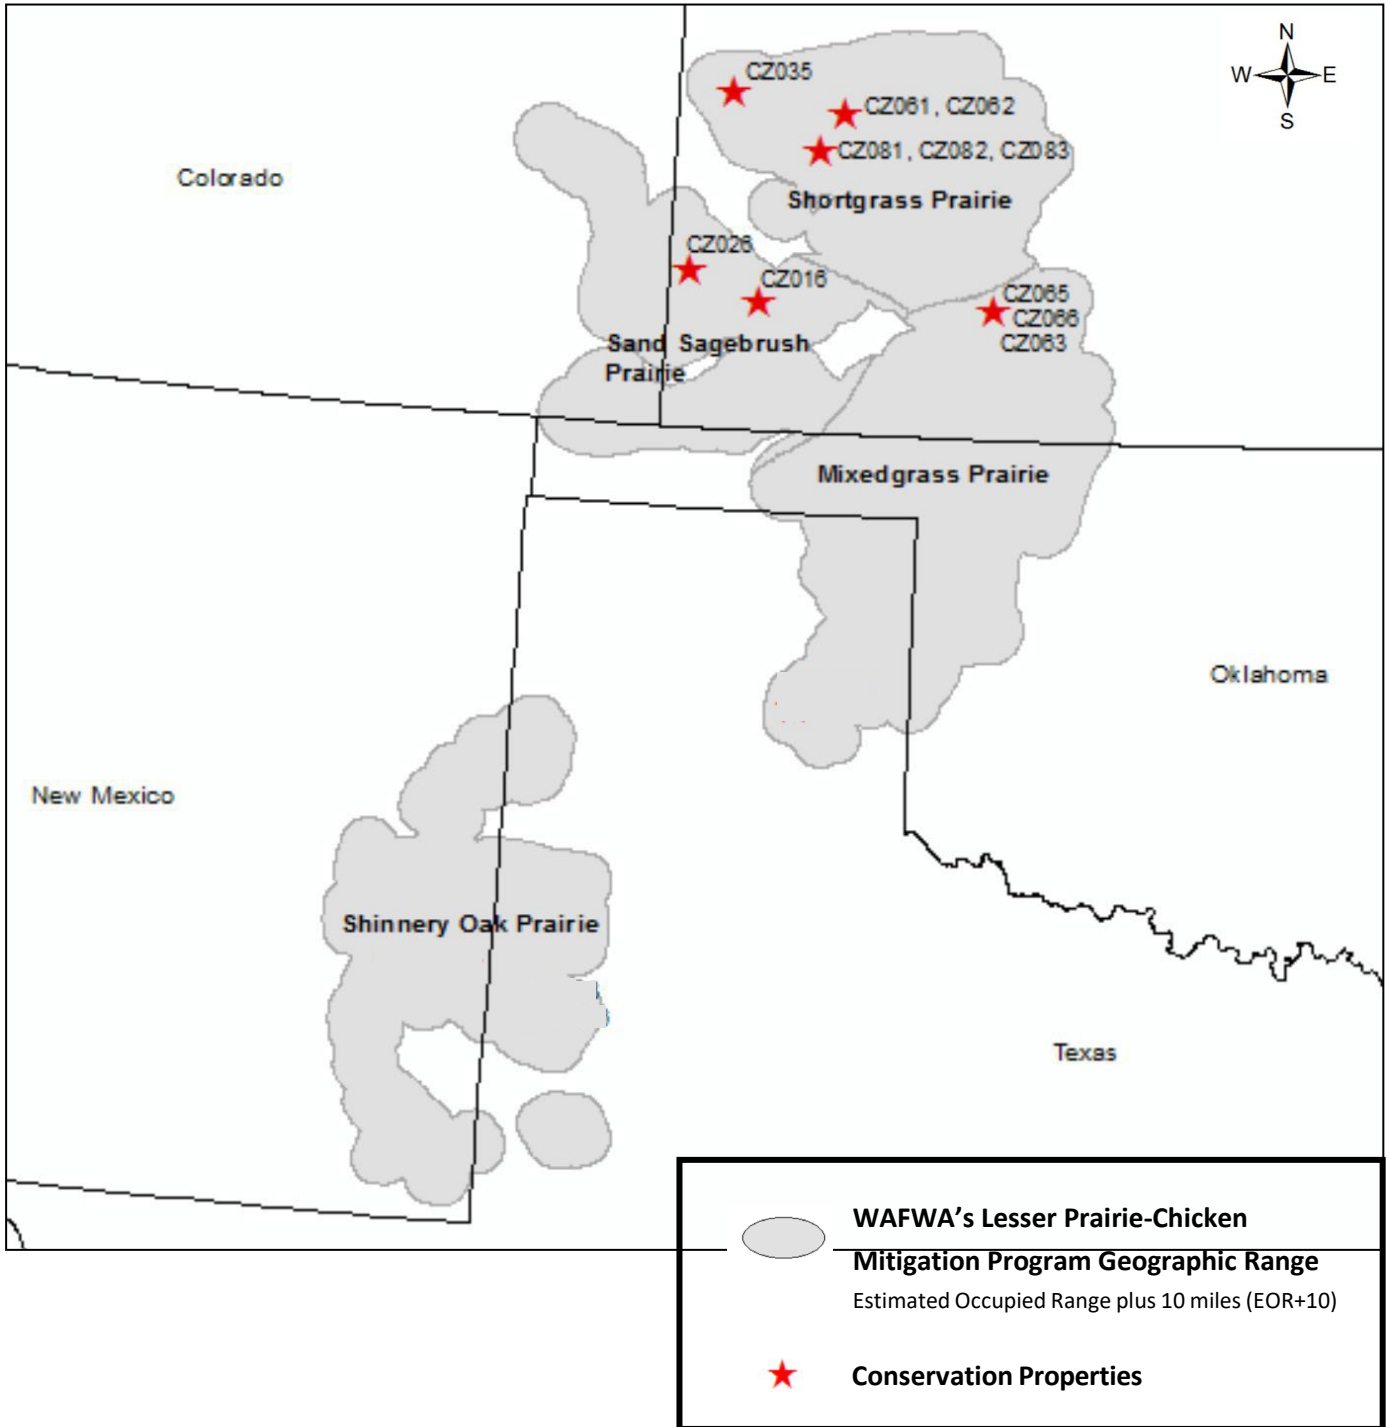 N
W E
S
CZ035
CZ061, CZ062
CZ081, CZ082, CZ083
Colorado
Shortgrass Prairie
CZ026
CZ016
CZ065
CZ066
CZ063
Sand Sagebrush
Prairie
Mixedgrass Prairie
Oklahoma
New Mexico
Shinnery Oak Prairie
Texas
WAFWA's Lesser Prairie-Chicken
Mitigation Program Geographic Range
Estimated Occupied Range plus 10 miles (EOR+10)
Conservation Properties